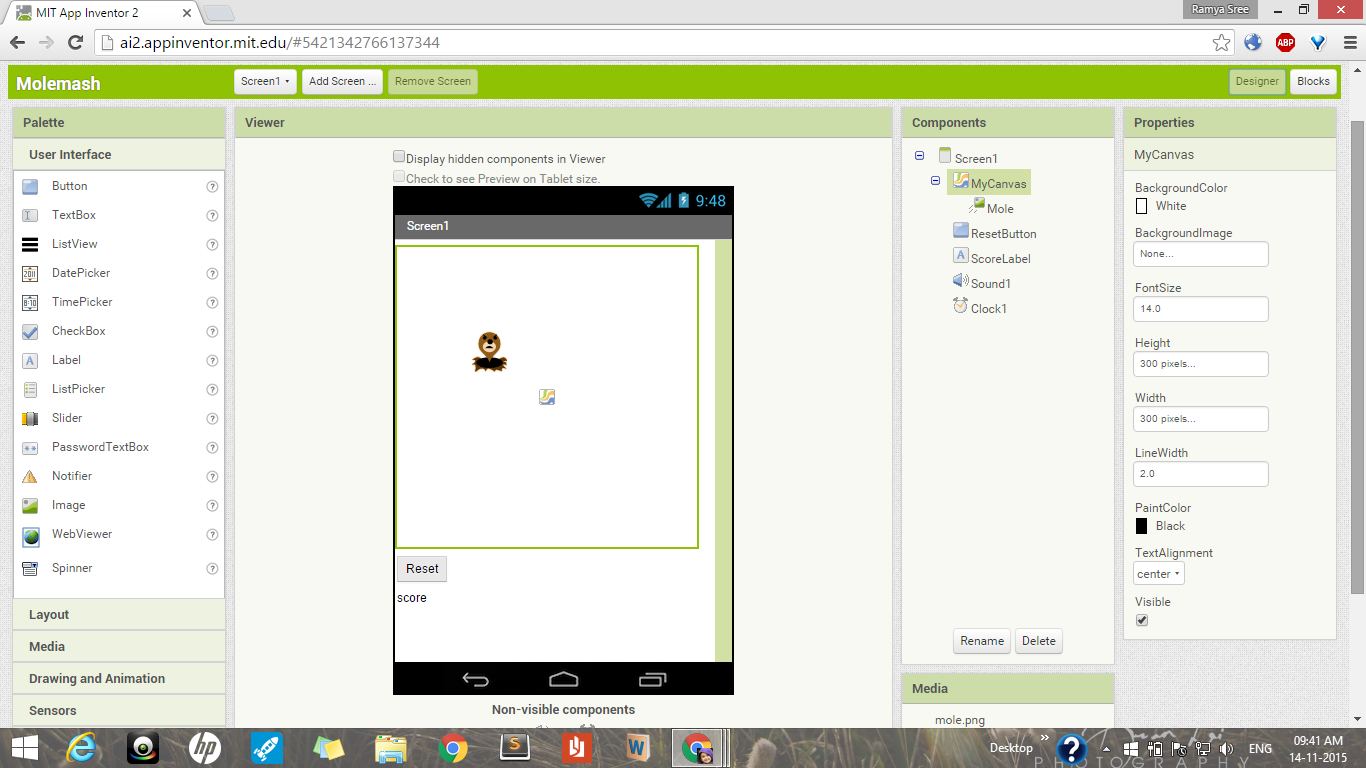 MIT App Inventor 2
Ramya Sree
ai2.appinventor.mit.edu/#5421342766137344
ABP
Molemash
Screen1
Add Screen ...
Remove Screen
Designer
Blocks
Palette
User Interface
Button
TextBox
ListView
DatePicker
TimePicker
CheckBox
Label
ListPicker
Slider
PasswordTextBox
Notifier
Image
WebViewer
Spinner
Layout
Media
Drawing and Animation
Sensors
Viewer
Display hidden components in Viewer
Check to see Preview on Tablet size.
9:48
Screen1
Reset
score
Non-visible components
Components
Screen1
MyCanvas
Mole
ResetButton
ScoreLabel
Sound1
Clock1
Rename
Delete
Media
mole.png
Properties
MyCanvas
BackgroundColor
White
BackgroundImage
None...
FontSize
14.0
Height
300 pixels...
Width
300 pixels...
LineWidth
2.0
PaintColor
Black
TextAlignment
center
Visible
Desktop
ENG
09:41 AM
14-11-2015
PHOTOGRAPHY